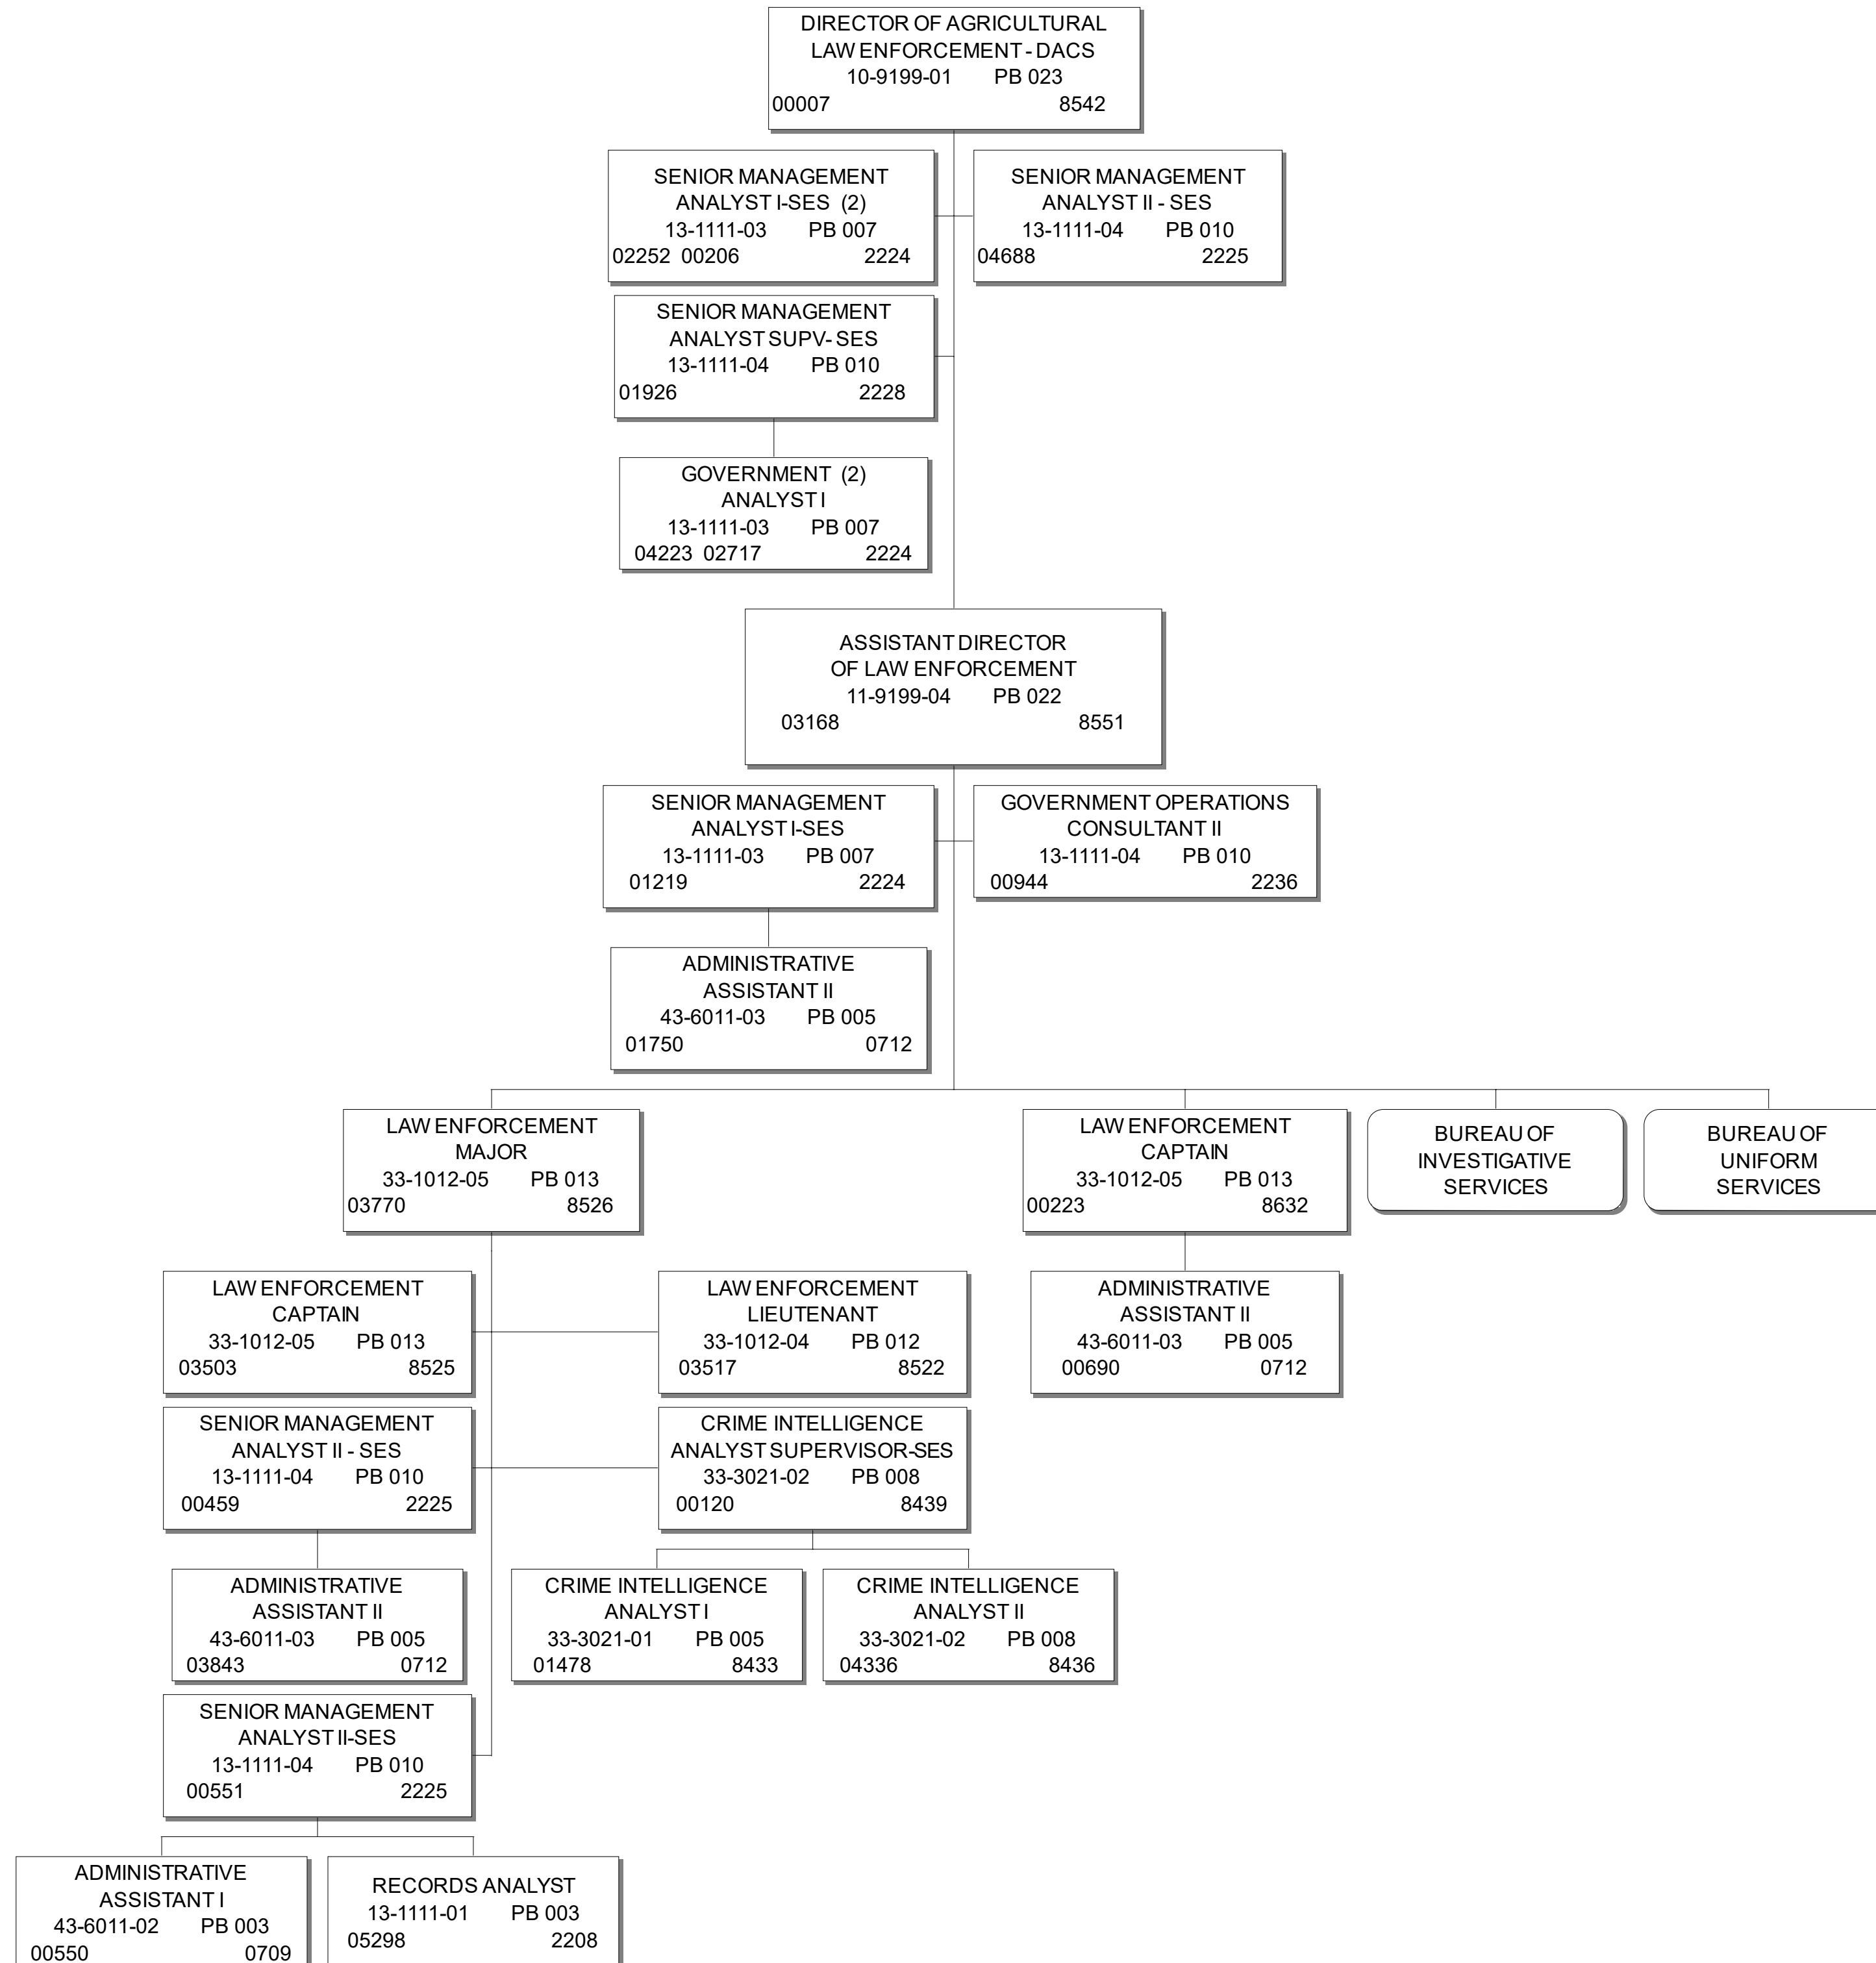 DIRECTOR OF AGRICULTURAL
LAW ENFORCEMENT - DACS
10-9199-01 PB 023
00007 8542
SENIOR MANAGEMENT
ANALYST I-SES (2)
13-1111-03 PB 007
02252 00206 2224
SENIOR MANAGEMENT
ANALYST II - SES
13-1111-04 PB 010
04688 2225
SENIOR MANAGEMENT
ANALYST SUPV- SES
13-1111-04 PB 010
01926 2228
GOVERNMENT (2)
ANALYST I
13-1111-03 PB 007
04223 02717 2224
ASSISTANT DIRECTOR
OF LAW ENFORCEMENT
11-9199-04 PB 022
03168 8551
SENIOR MANAGEMENT
ANALYST I-SES
13-1111-03 PB 007
01219 2224
GOVERNMENT OPERATIONS
CONSULTANT II
13-1111-04 PB 010
00944 2236
ADMINISTRATIVE
ASSISTANT II
43-6011-03 PB 005
01750 0712
LAW ENFORCEMENT
MAJOR
33-1012-05 PB 013
03770 8526
LAW ENFORCEMENT
CAPTAIN
33-1012-05 PB 013
00223 8632
BUREAU OF
INVESTIGATIVE
SERVICES
BUREAU OF
UNIFORM
SERVICES
LAW ENFORCEMENT
CAPTAIN
33-1012-05 PB 013
03503 8525
LAW ENFORCEMENT
LIEUTENANT
33-1012-04 PB 012
03517 8522
ADMINISTRATIVE
ASSISTANT II
43-6011-03 PB 005
00690 0712
SENIOR MANAGEMENT
ANALYST II - SES
13-1111-04 PB 010
00459 2225
CRIME INTELLIGENCE
ANALYST SUPERVISOR-SES
33-3021-02 PB 008
00120 8439
ADMINISTRATIVE
ASSISTANT II
43-6011-03 PB 005
03843 0712
CRIME INTELLIGENCE
ANALYST I
33-3021-01 PB 005
01478 8433
CRIME INTELLIGENCE
ANALYST II
33-3021-02 PB 008
04336 8436
SENIOR MANAGEMENT
ANALYST II-SES
13-1111-04 PB 010
00551 2225
ADMINISTRATIVE
ASSISTANT I
43-6011-02 PB 003
00550 0709
RECORDS ANALYST
13-1111-01 PB 003
05298 2208